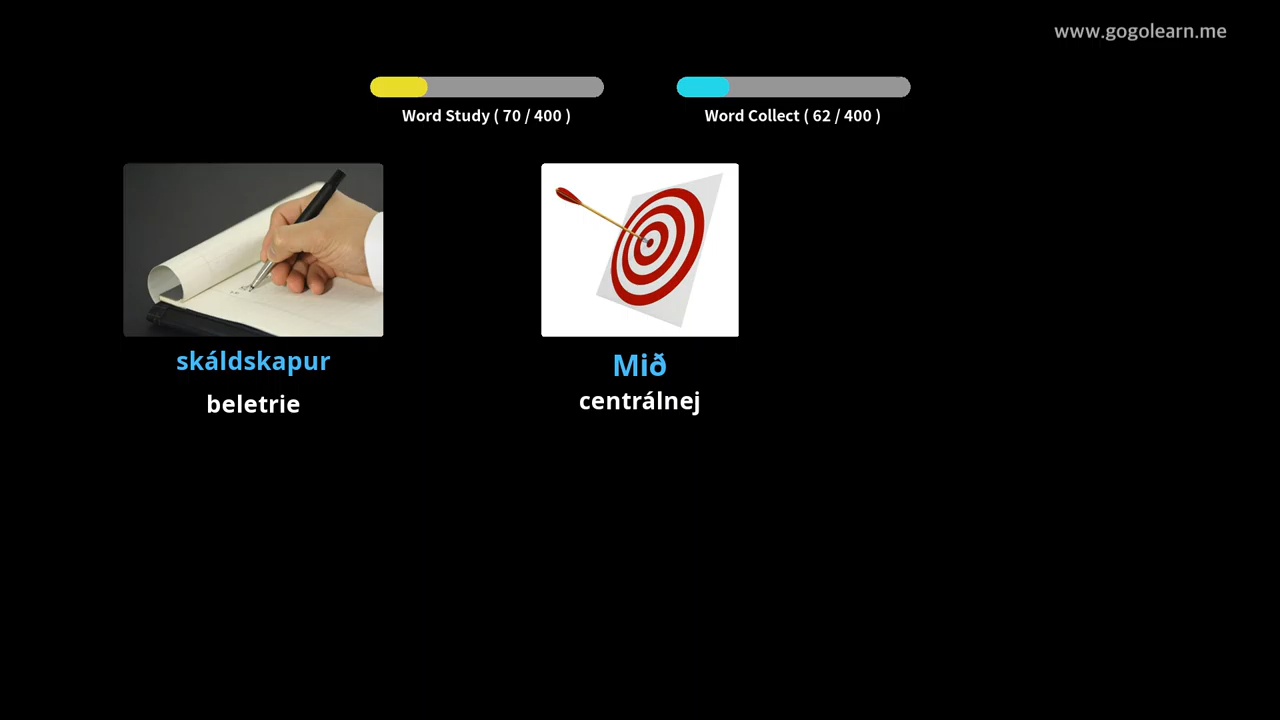 www.gogolearn.me
Word Study ( 70 / 400 )
Word Collect ( 62 / 400 )
skáldskapur
beletrie
Mið
centrálnej